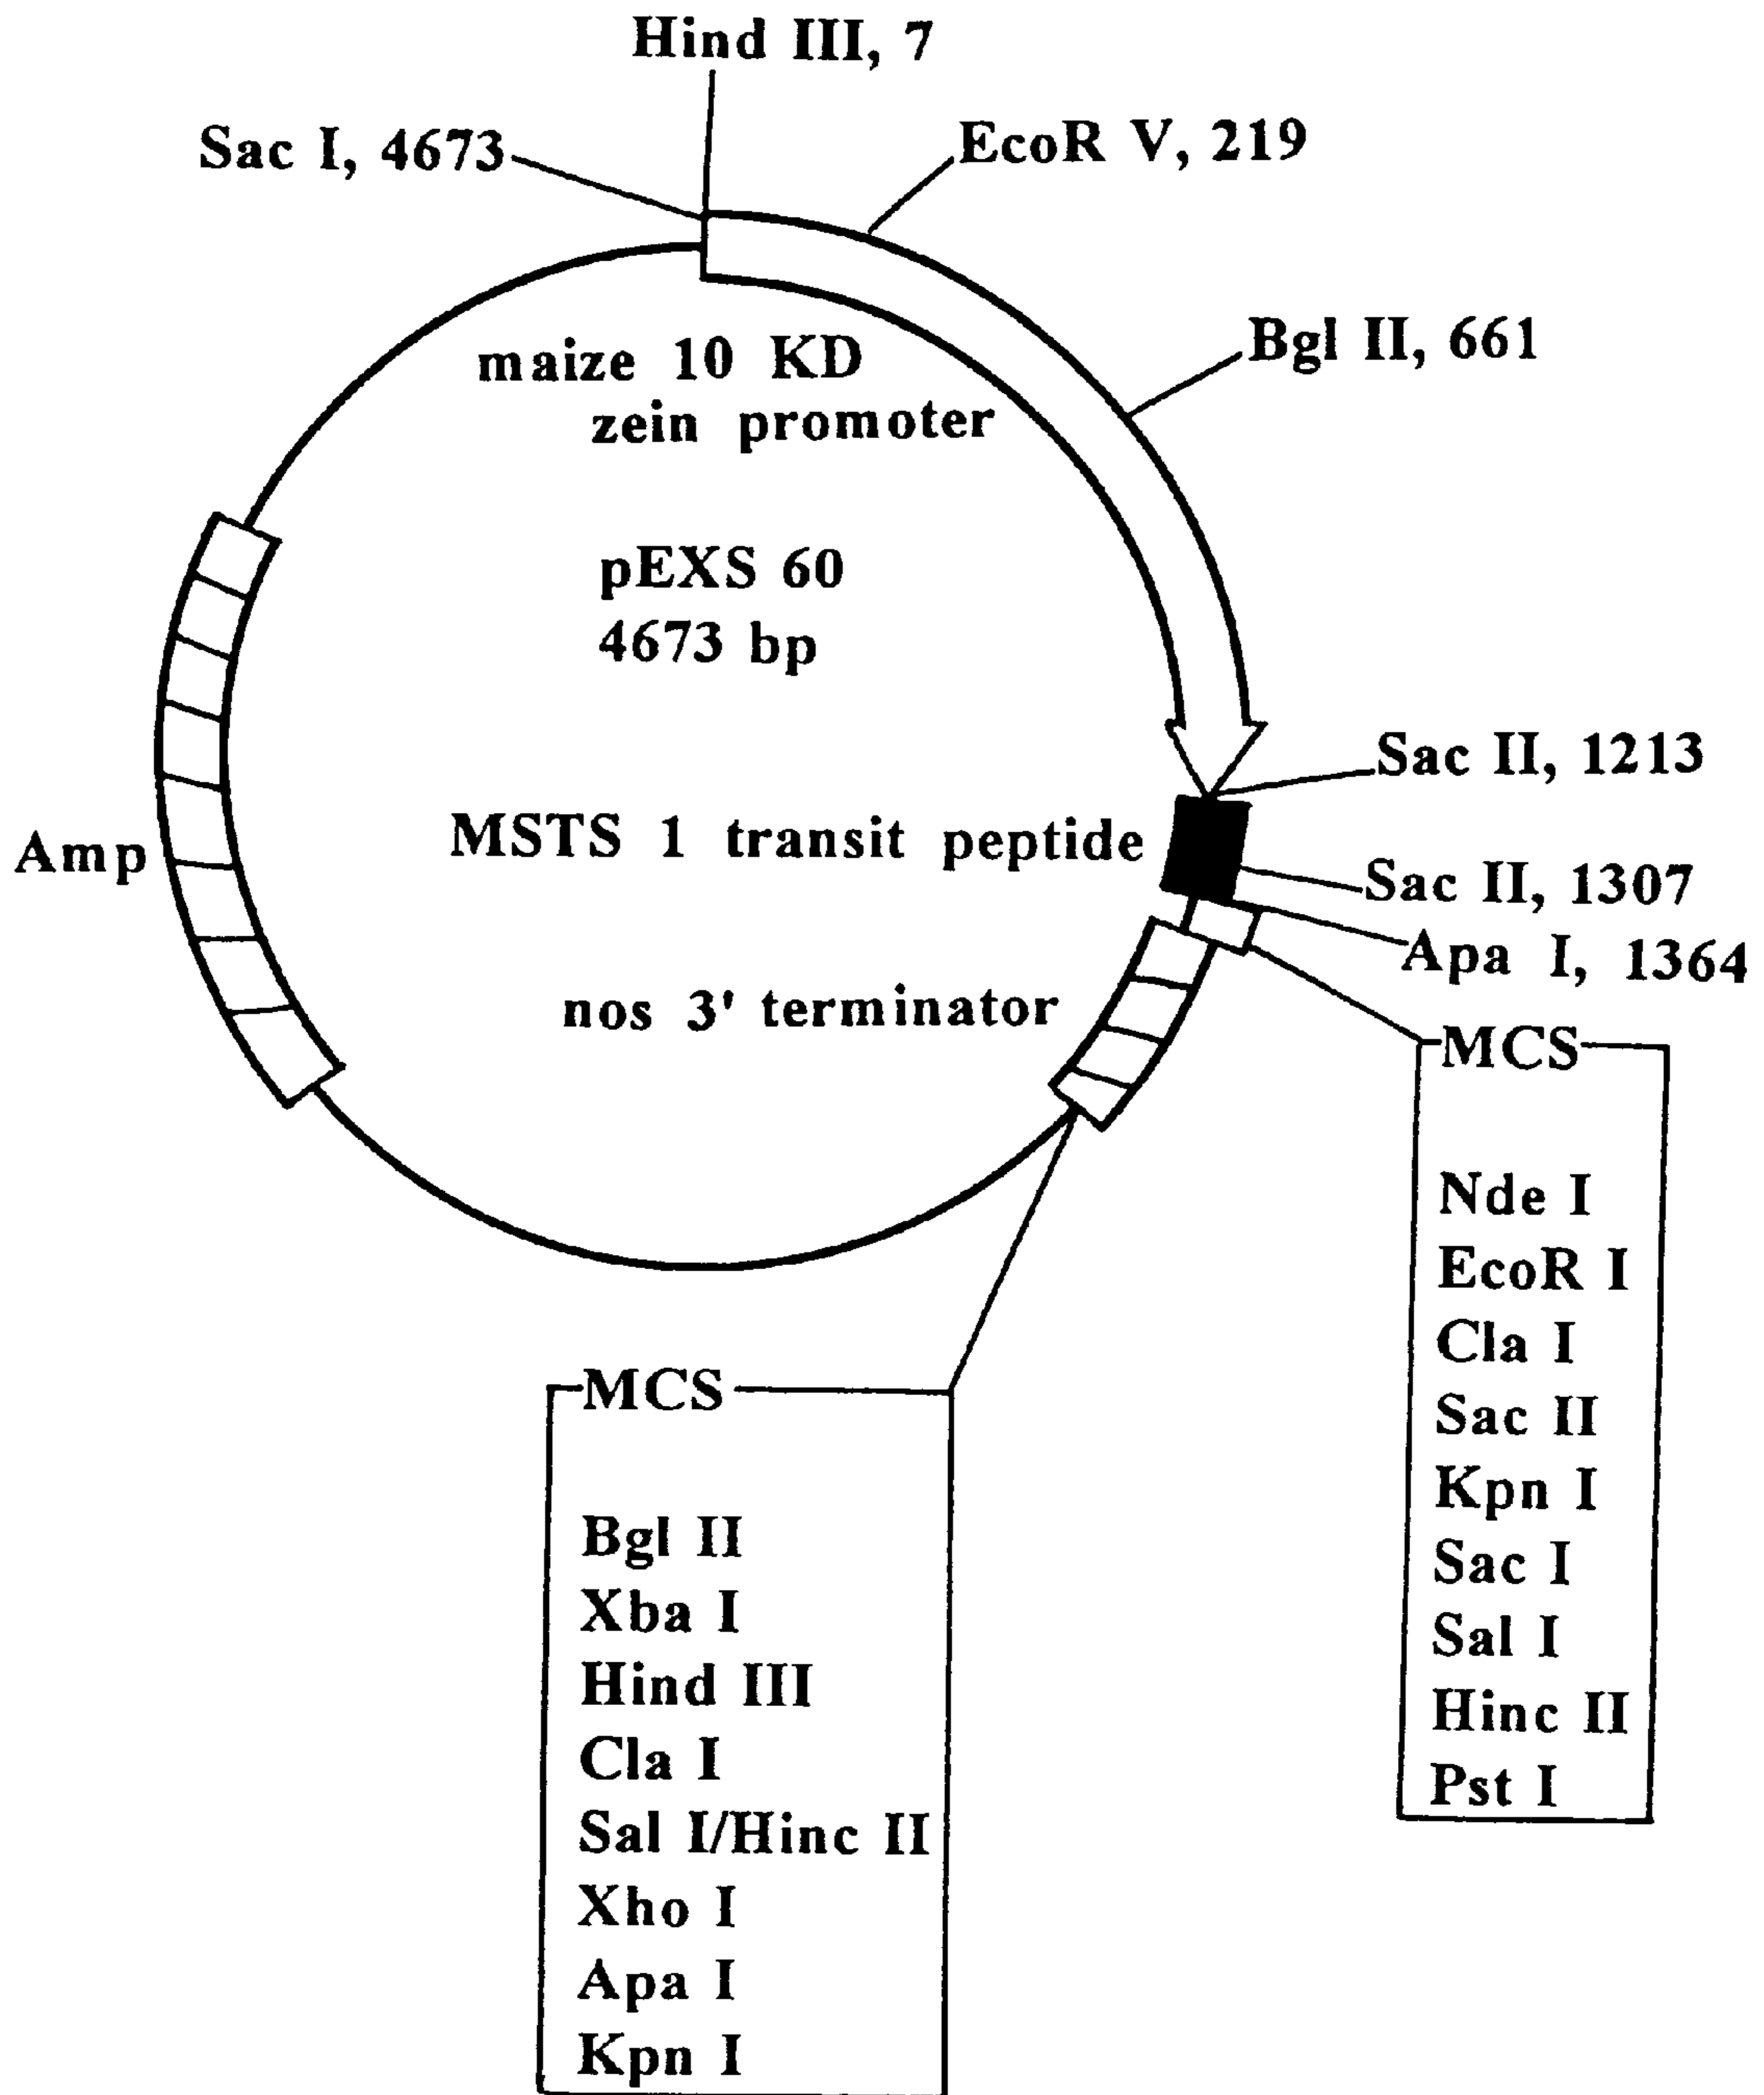 Hind III, 7
Sac I, 4673
EcoR V, 219
Bgl II, 661
maize 10 KD
zein promoter
pEXS 60
4673 bp
Sac II, 1213
MSTS 1 transit peptide
Amp
Sac II, 1307
Apa I, 1364
nos 3' terminator
MCS
Nde I
EcoR I
Cla I
Sac II
Kpn I
Sac I
Sal I
Hinc II
Pst I
MCS
Bgl II
Xba I
Hind III
Cla I
Sal I/Hinc II
Xho I
Apa I
Kpn I